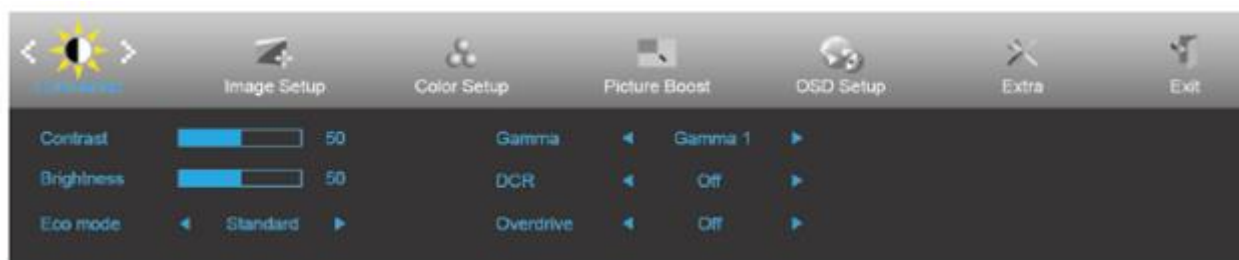 Image Setup
Color Setup
Picture Boost
OSD Setup
Extra
Exit
Contrast 50 Gamma Gamma 1
Brightness 50 DCR Off
Eco mode Standard Overdrive Off